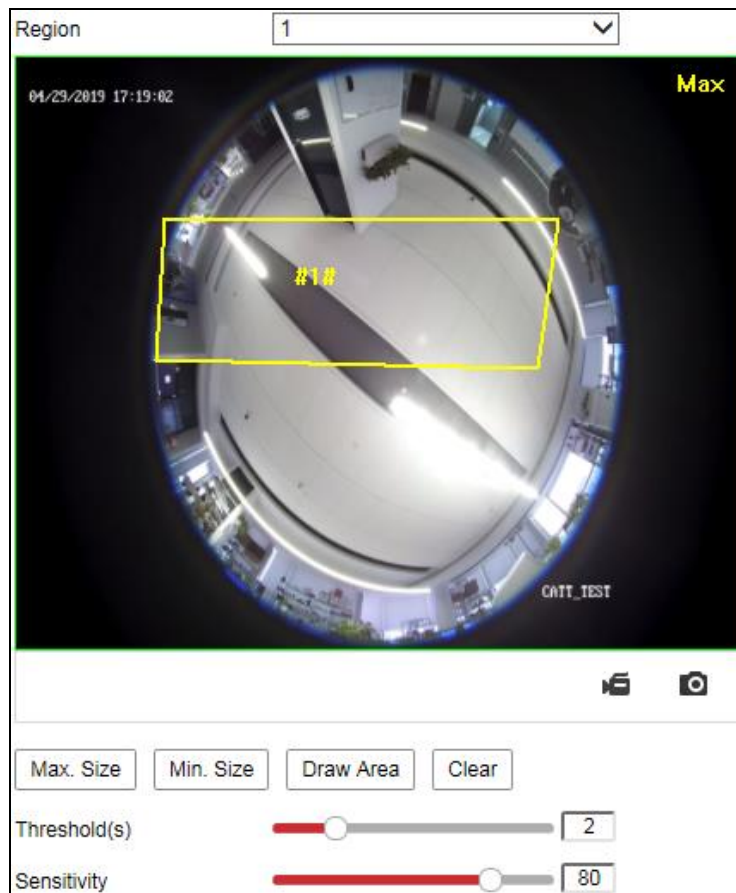 Region 1
Max
04/29/2019 17:19:02
#1#
CATT_TEST
Max. Size Min. Size Draw Area Clear
Threshold(s) 2
Sensitivity 80